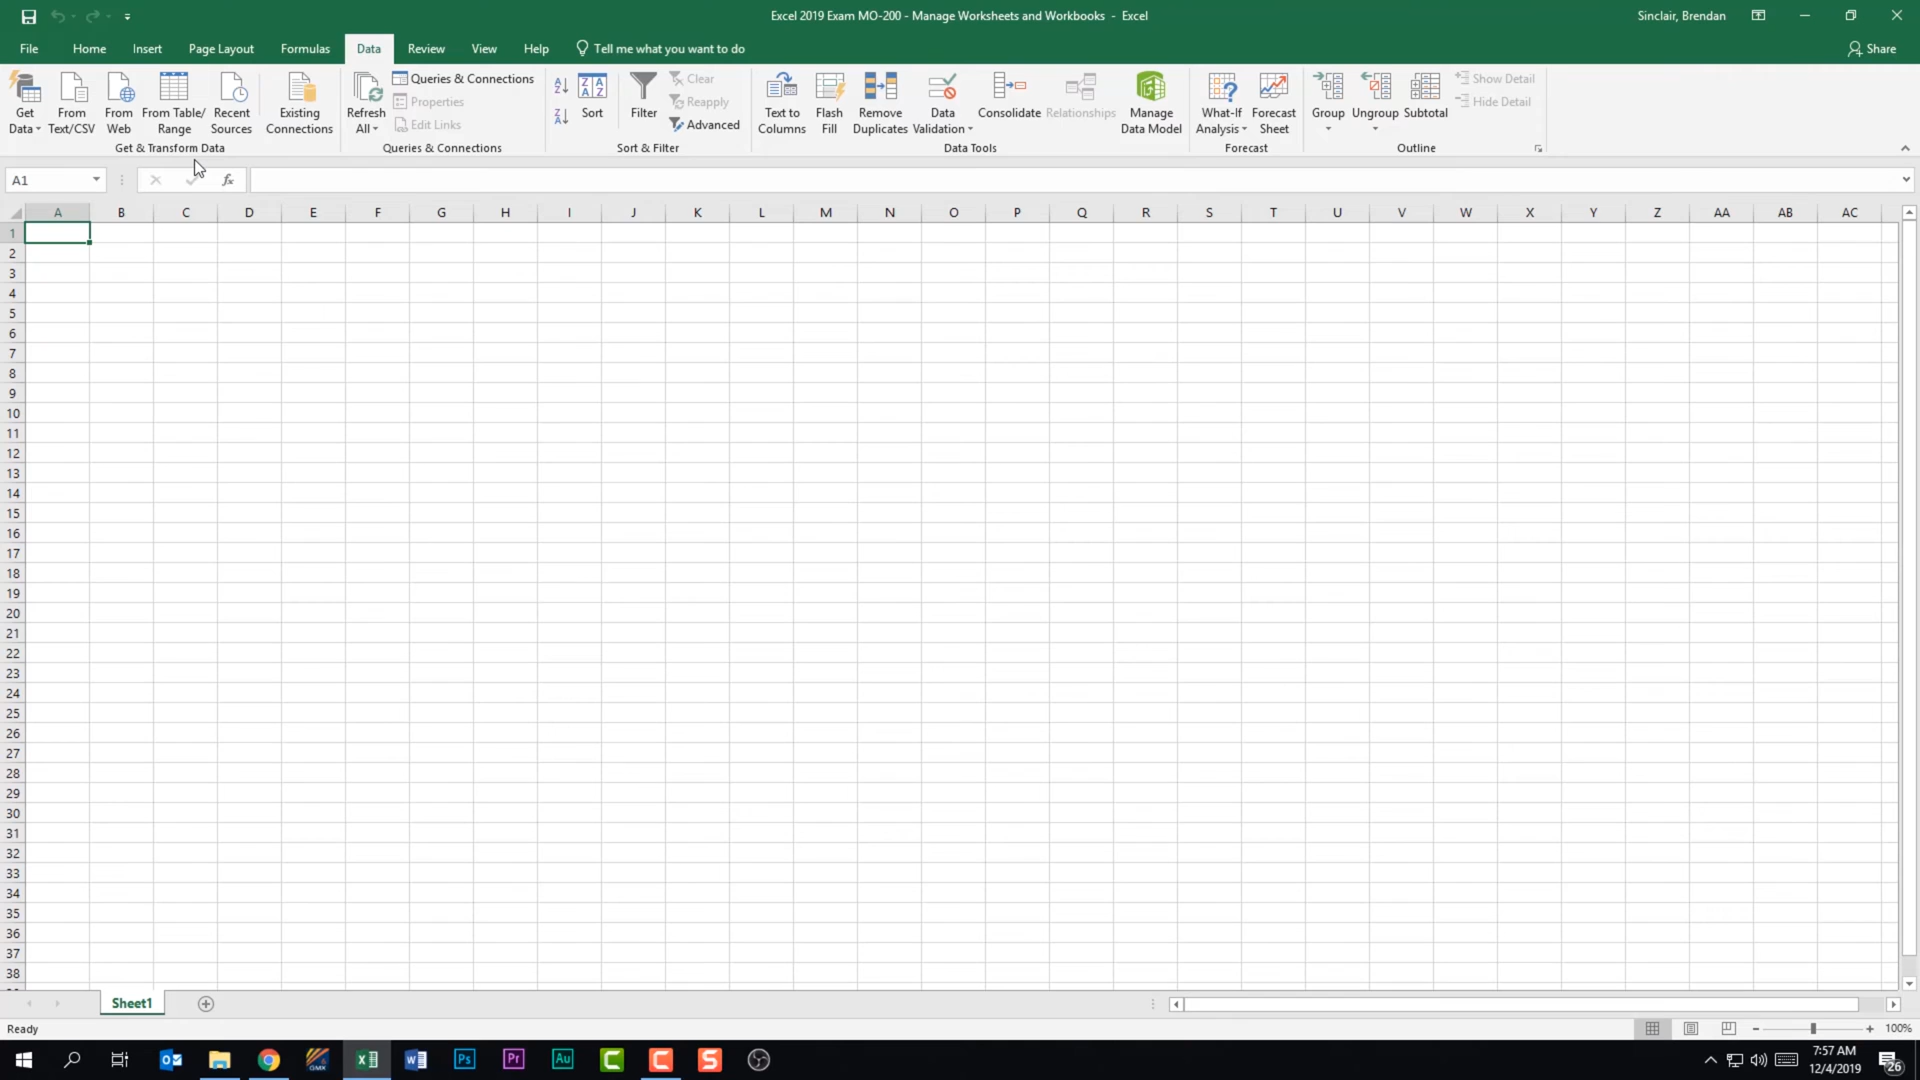 Excel 2019 Exam MO-200 - Manage Worksheets and Workbooks - Excel
Sinclair, Brendan
File Home Insert Page Layout Formulas Data Review View Help Tell me what you want to do Share
Get Data
From Text/CSV
From Web
From Table/ Range
Recent Sources
Existing Connections
Get & Transform Data
Refresh All
Queries & Connections
Properties
Edit Links
Queries & Connections
Sort
Filter
Clear
Reapply
Advanced
Sort & Filter
Text to Columns
Flash Fill
Remove Duplicates
Data Validation
Consolidate
Relationships
Manage Data Model
Data Tools
What-If Analysis
Forecast Sheet
Forecast
Group
Ungroup
Subtotal
Show Detail
Hide Detail
Outline
A1
fx
A B C D E F G H I J K L M N O P Q R S T U V W X Y Z AA AB AC
1
2
3
4
5
6
7
8
9
10
11
12
13
14
15
16
17
18
19
20
21
22
23
24
25
26
27
28
29
30
31
32
33
34
35
36
37
38
Sheet1
Ready
100%
GMX
Ps
Pr
Au
7:57 AM
12/4/2019
26